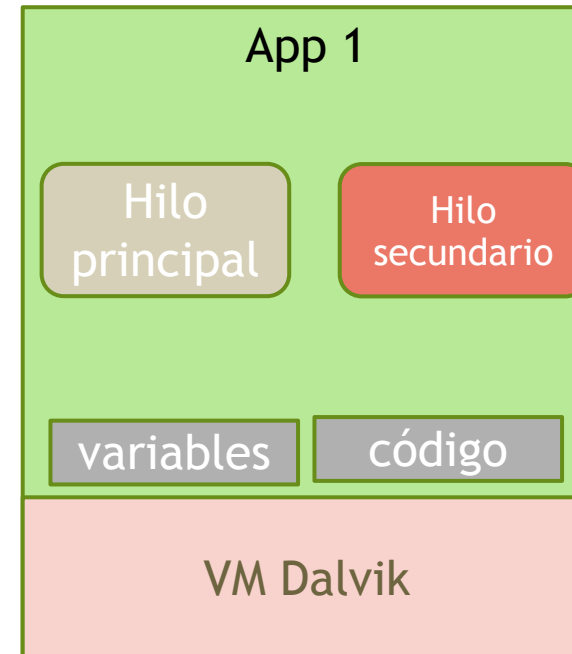 App 1
Hilo
principal
Hilo
secundario
variables
código
VM Dalvik